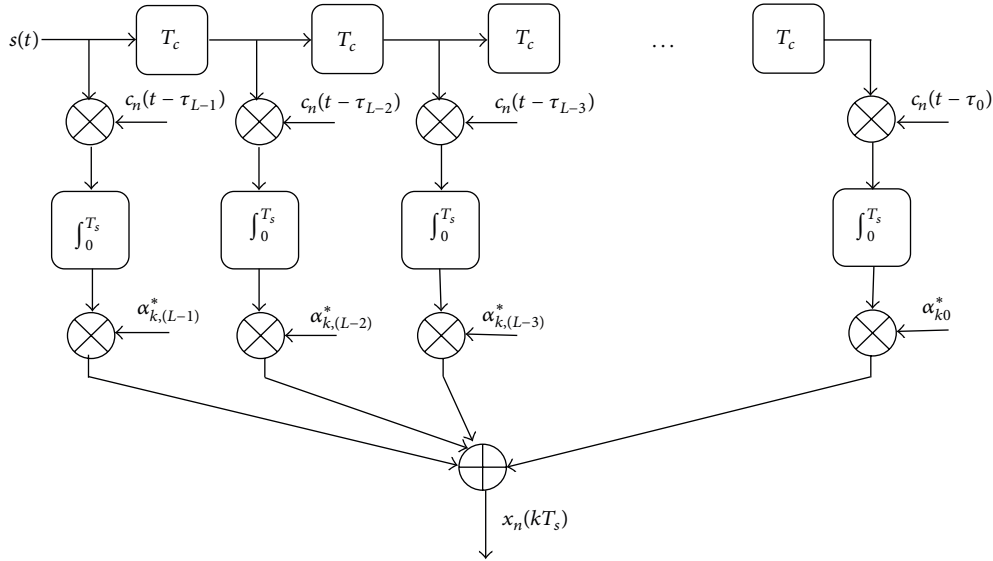 s(t) T_c T_c T_c … T_c
c_n(t − τ_{L−1}) c_n(t − τ_{L−2}) c_n(t − τ_{L−3}) c_n(t − τ_0)
∫_0^{T_s} ∫_0^{T_s} ∫_0^{T_s} ∫_0^{T_s}
α^*_{k,(L−1)} α^*_{k,(L−2)} α^*_{k,(L−3)} α^*_{k0}
x_n(kT_s)